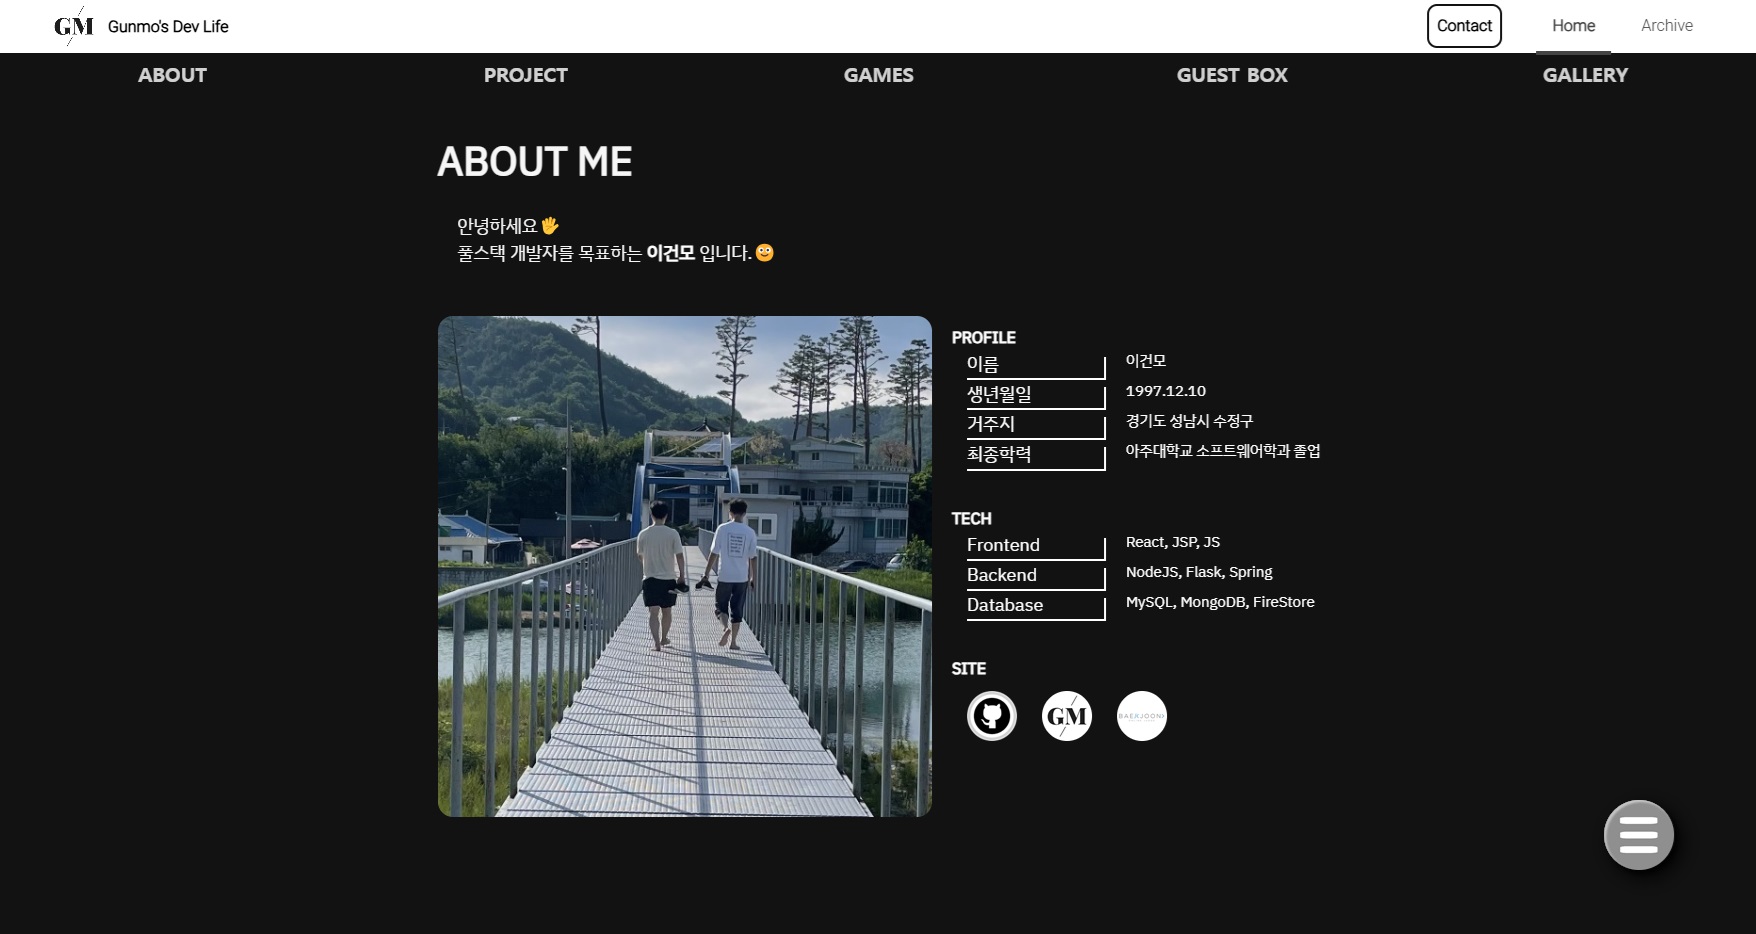 GM Gunmo's Dev Life Contact Home Archive
ABOUT PROJECT GAMES GUEST BOX GALLERY
ABOUT ME
안녕하세요🖐
풀스택 개발자를 목표하는 이건모 입니다.🙂
PROFILE
이름 이건모
생년월일 1997.12.10
거주지 경기도 성남시 수정구
최종학력 아주대학교 소프트웨어학과 졸업
TECH
Frontend React, JSP, JS
Backend NodeJS, Flask, Spring
Database MySQL, MongoDB, FireStore
SITE
GM BAEKJOON